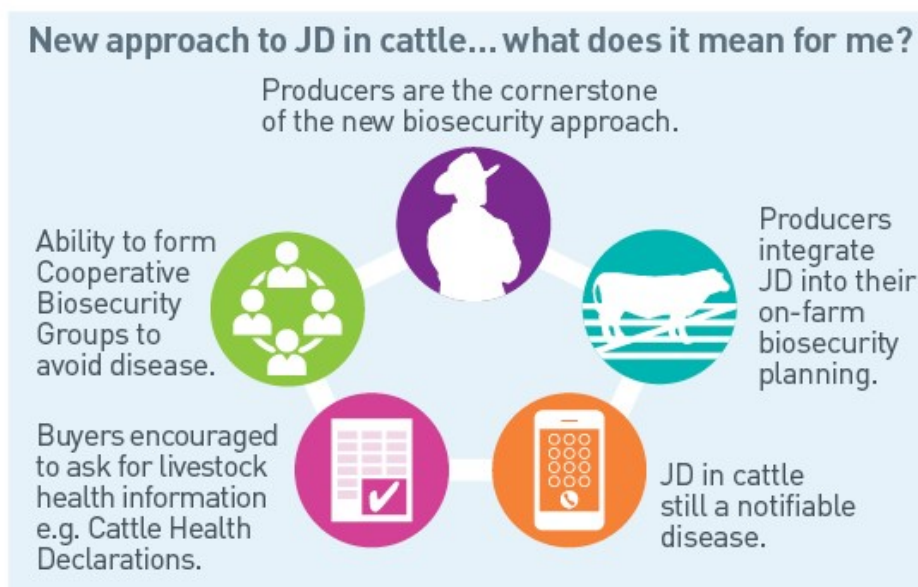 New approach to JD in cattle... what does it mean for me?
Producers are the cornerstone
of the new biosecurity approach.
Producers
integrate
JD into their
on-farm
biosecurity
planning.
JD in cattle
still a notifiable
disease.
Buyers encouraged
to ask for livestock
health information
e.g. Cattle Health
Declarations.
Ability to form
Cooperative
Biosecurity
Groups to
avoid disease.